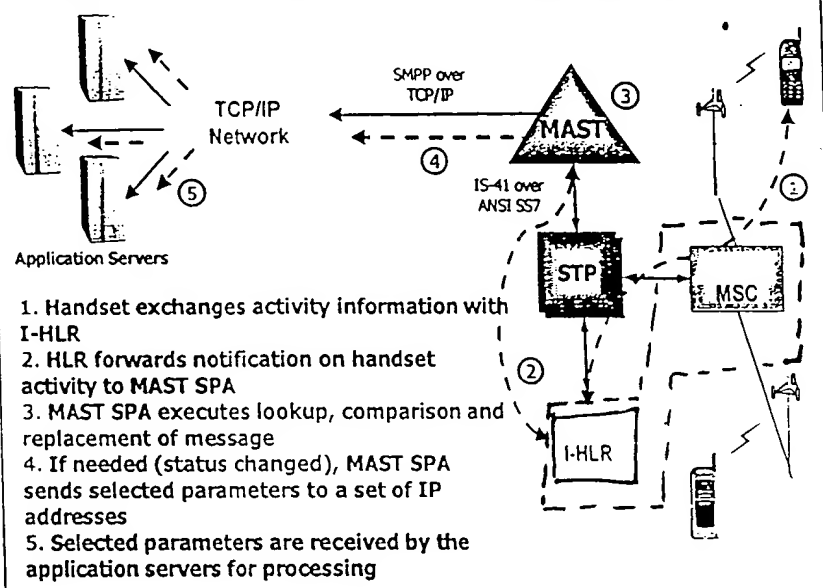 SMPP over
TCP/IP
③
MAST
TCP/IP
Network
④
①
⑤
IS-41 over
ANSI SS7
Application Servers
STP
MSC
1. Handset exchanges activity information with
I-HLR
2. HLR forwards notification on handset
activity to MAST SPA
②
3. MAST SPA executes lookup, comparison and
replacement of message
I-HLR
4. If needed (status changed), MAST SPA
sends selected parameters to a set of IP
addresses
5. Selected parameters are received by the
application servers for processing